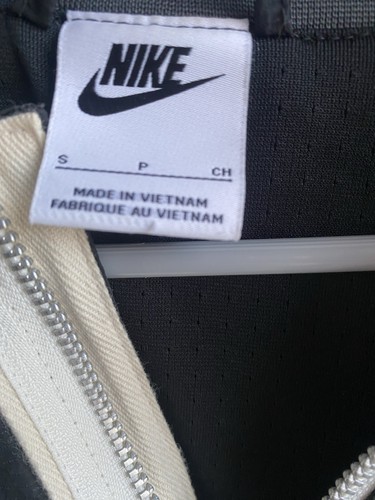 NIKE
S P CH
MADE IN VIETNAM
FABRIQUE AU VIETNAM